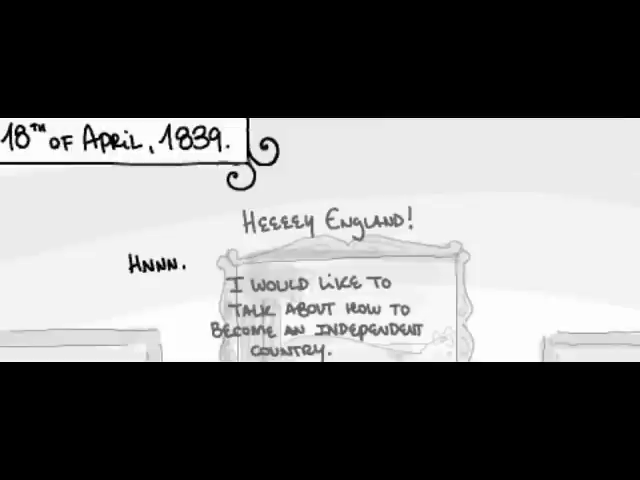 18TH OF APRIL, 1839.
HEEEEY ENGLAND!
HNNN.
I WOULD LIKE TO
TALK ABOUT HOW TO
BECOME AN INDEPENDENT
COUNTRY.